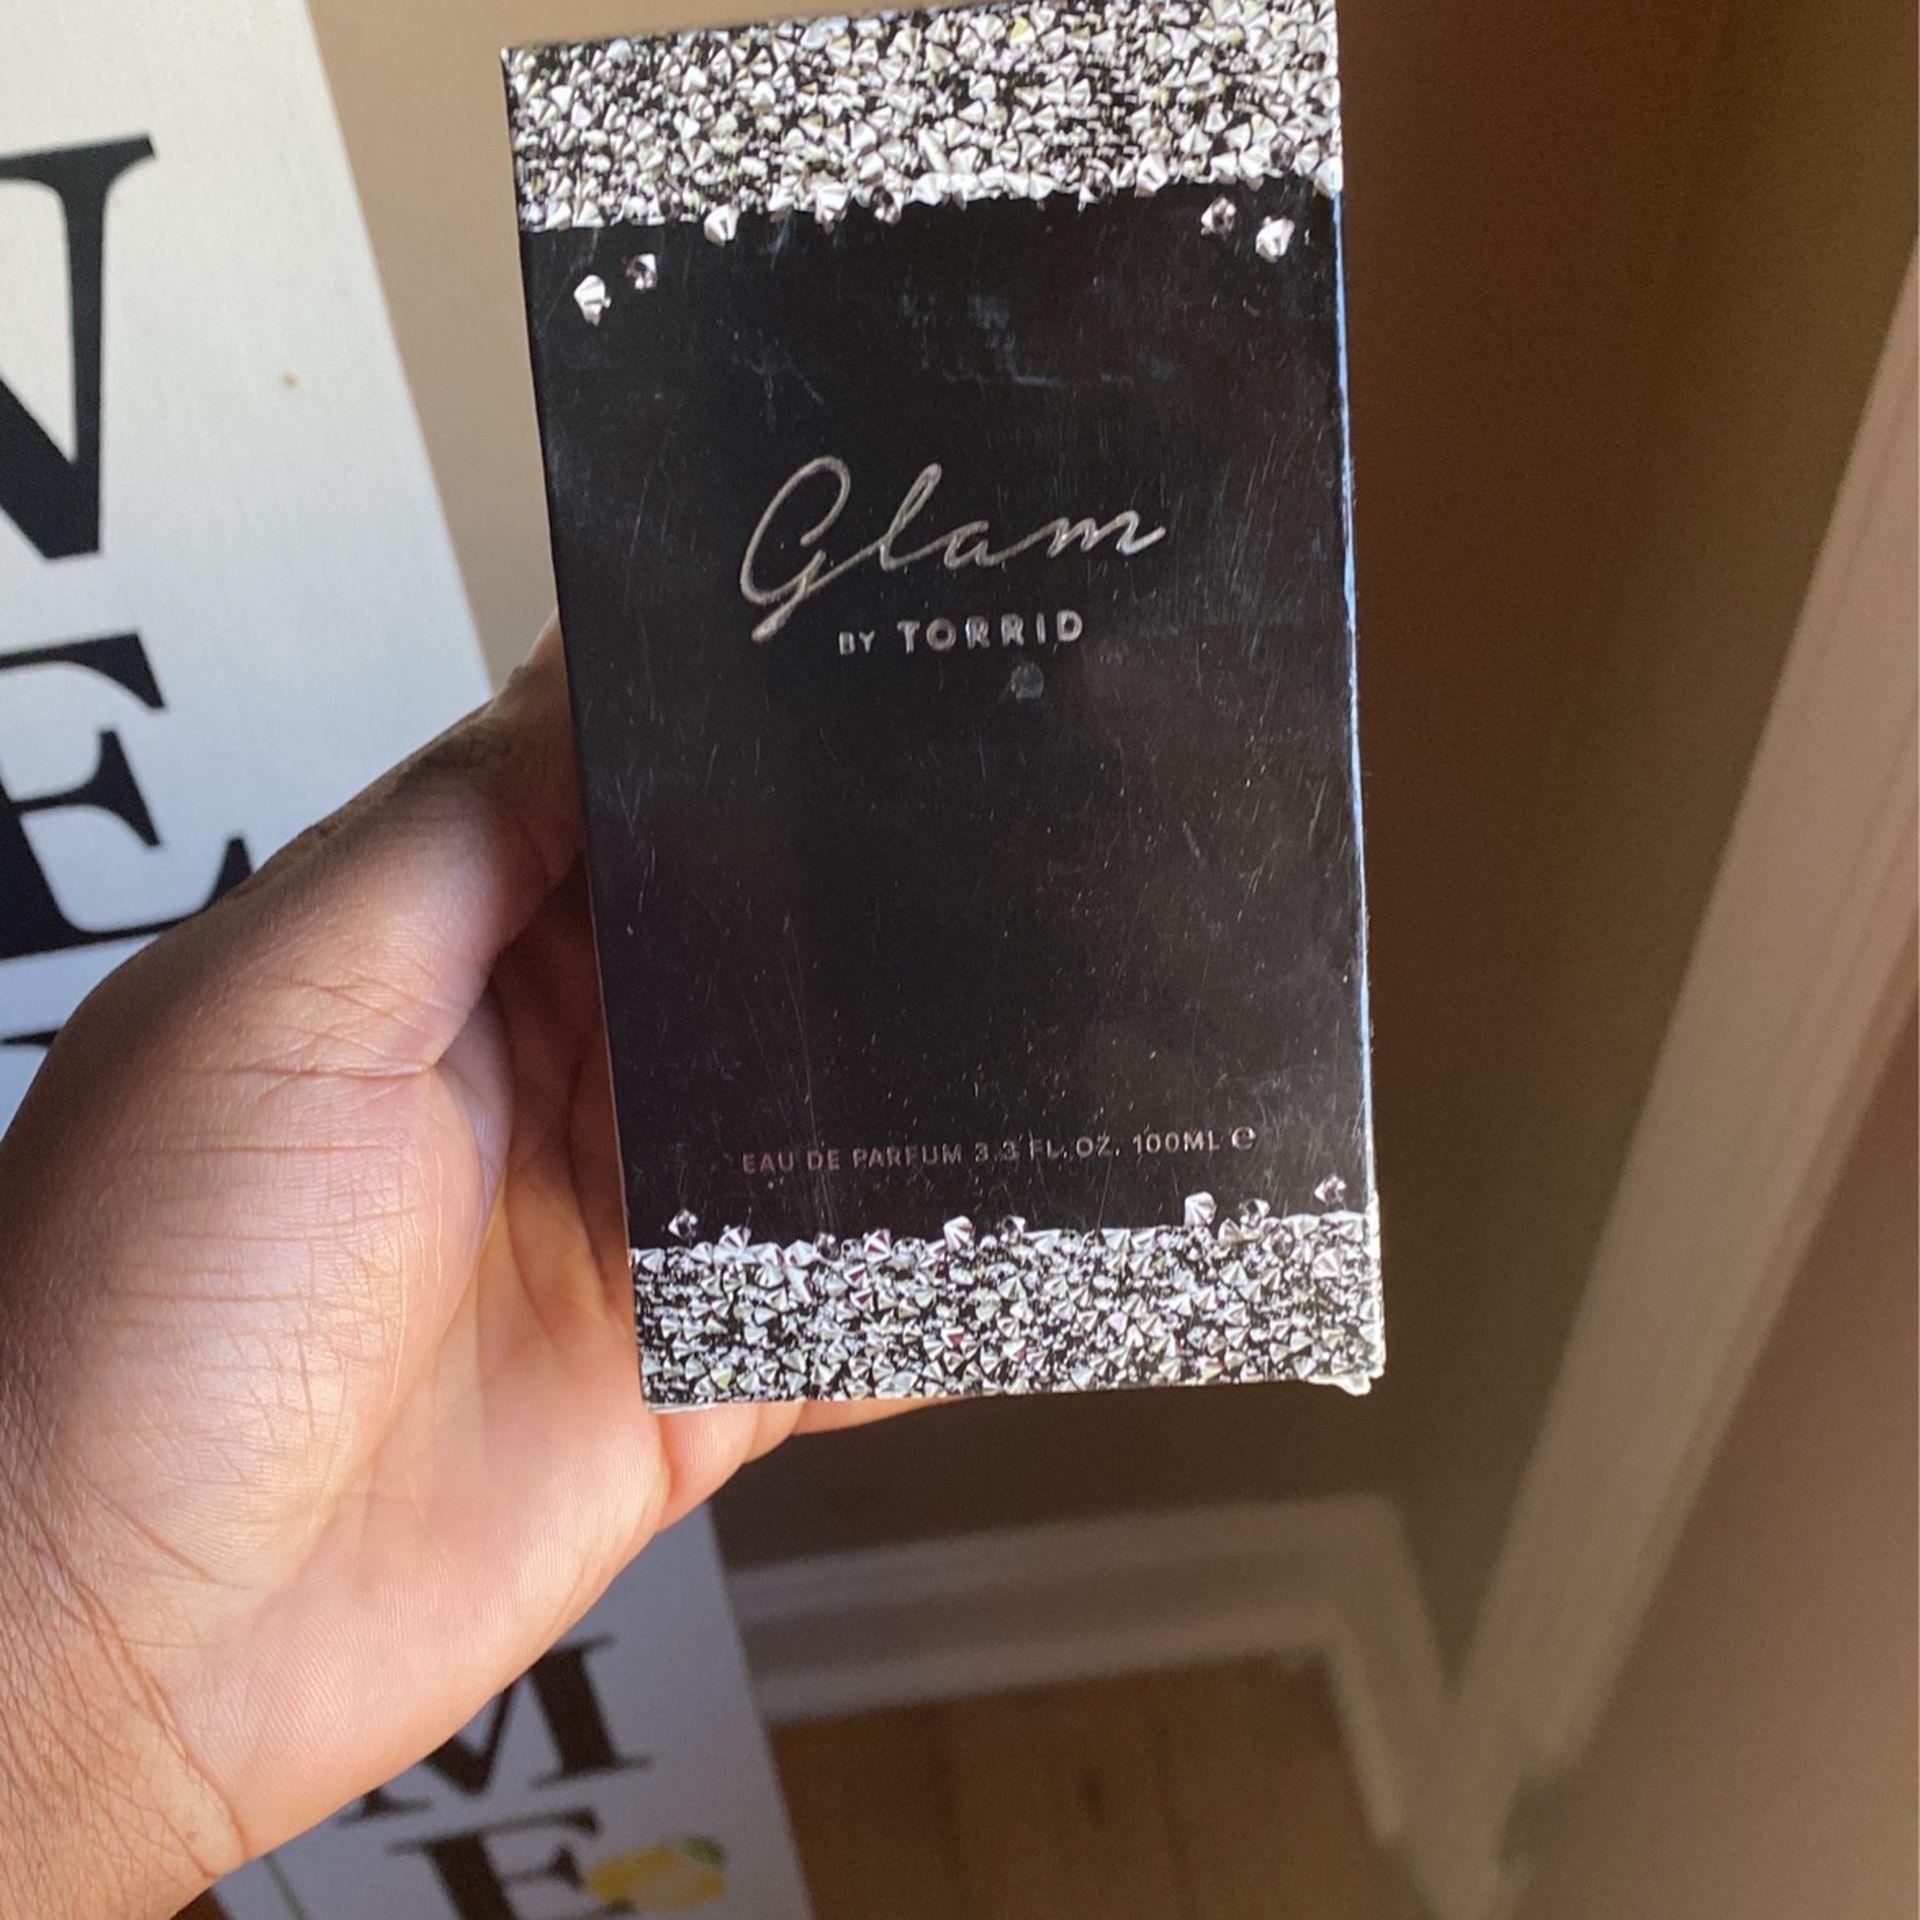 Glam
BY TORRID
EAU DE PARFUM 3.3 FL. OZ. 100ML ℮
E
M
E